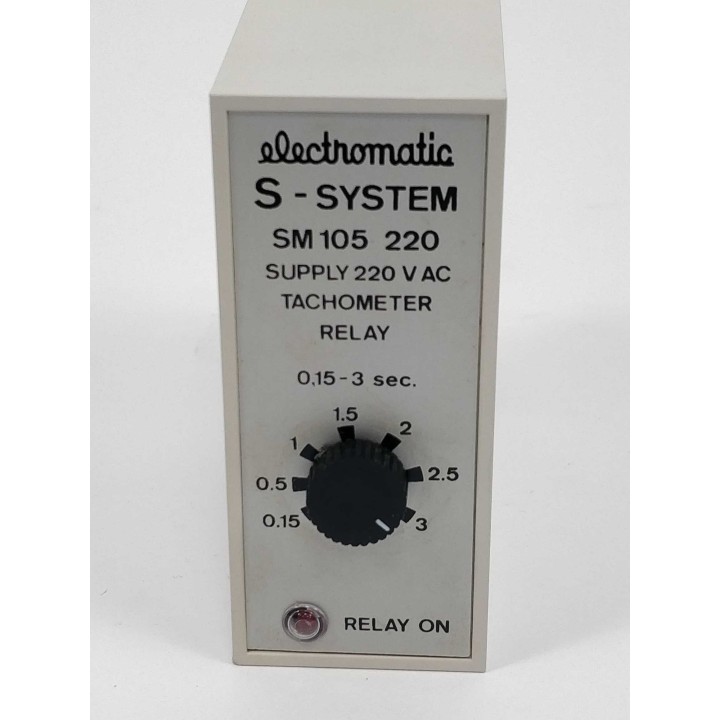 electromatic
S - SYSTEM
SM 105 220
SUPPLY 220 V AC
TACHOMETER
RELAY
0,15 - 3 sec.
1.5
1 2
0.5 2.5
0.15 3
RELAY ON